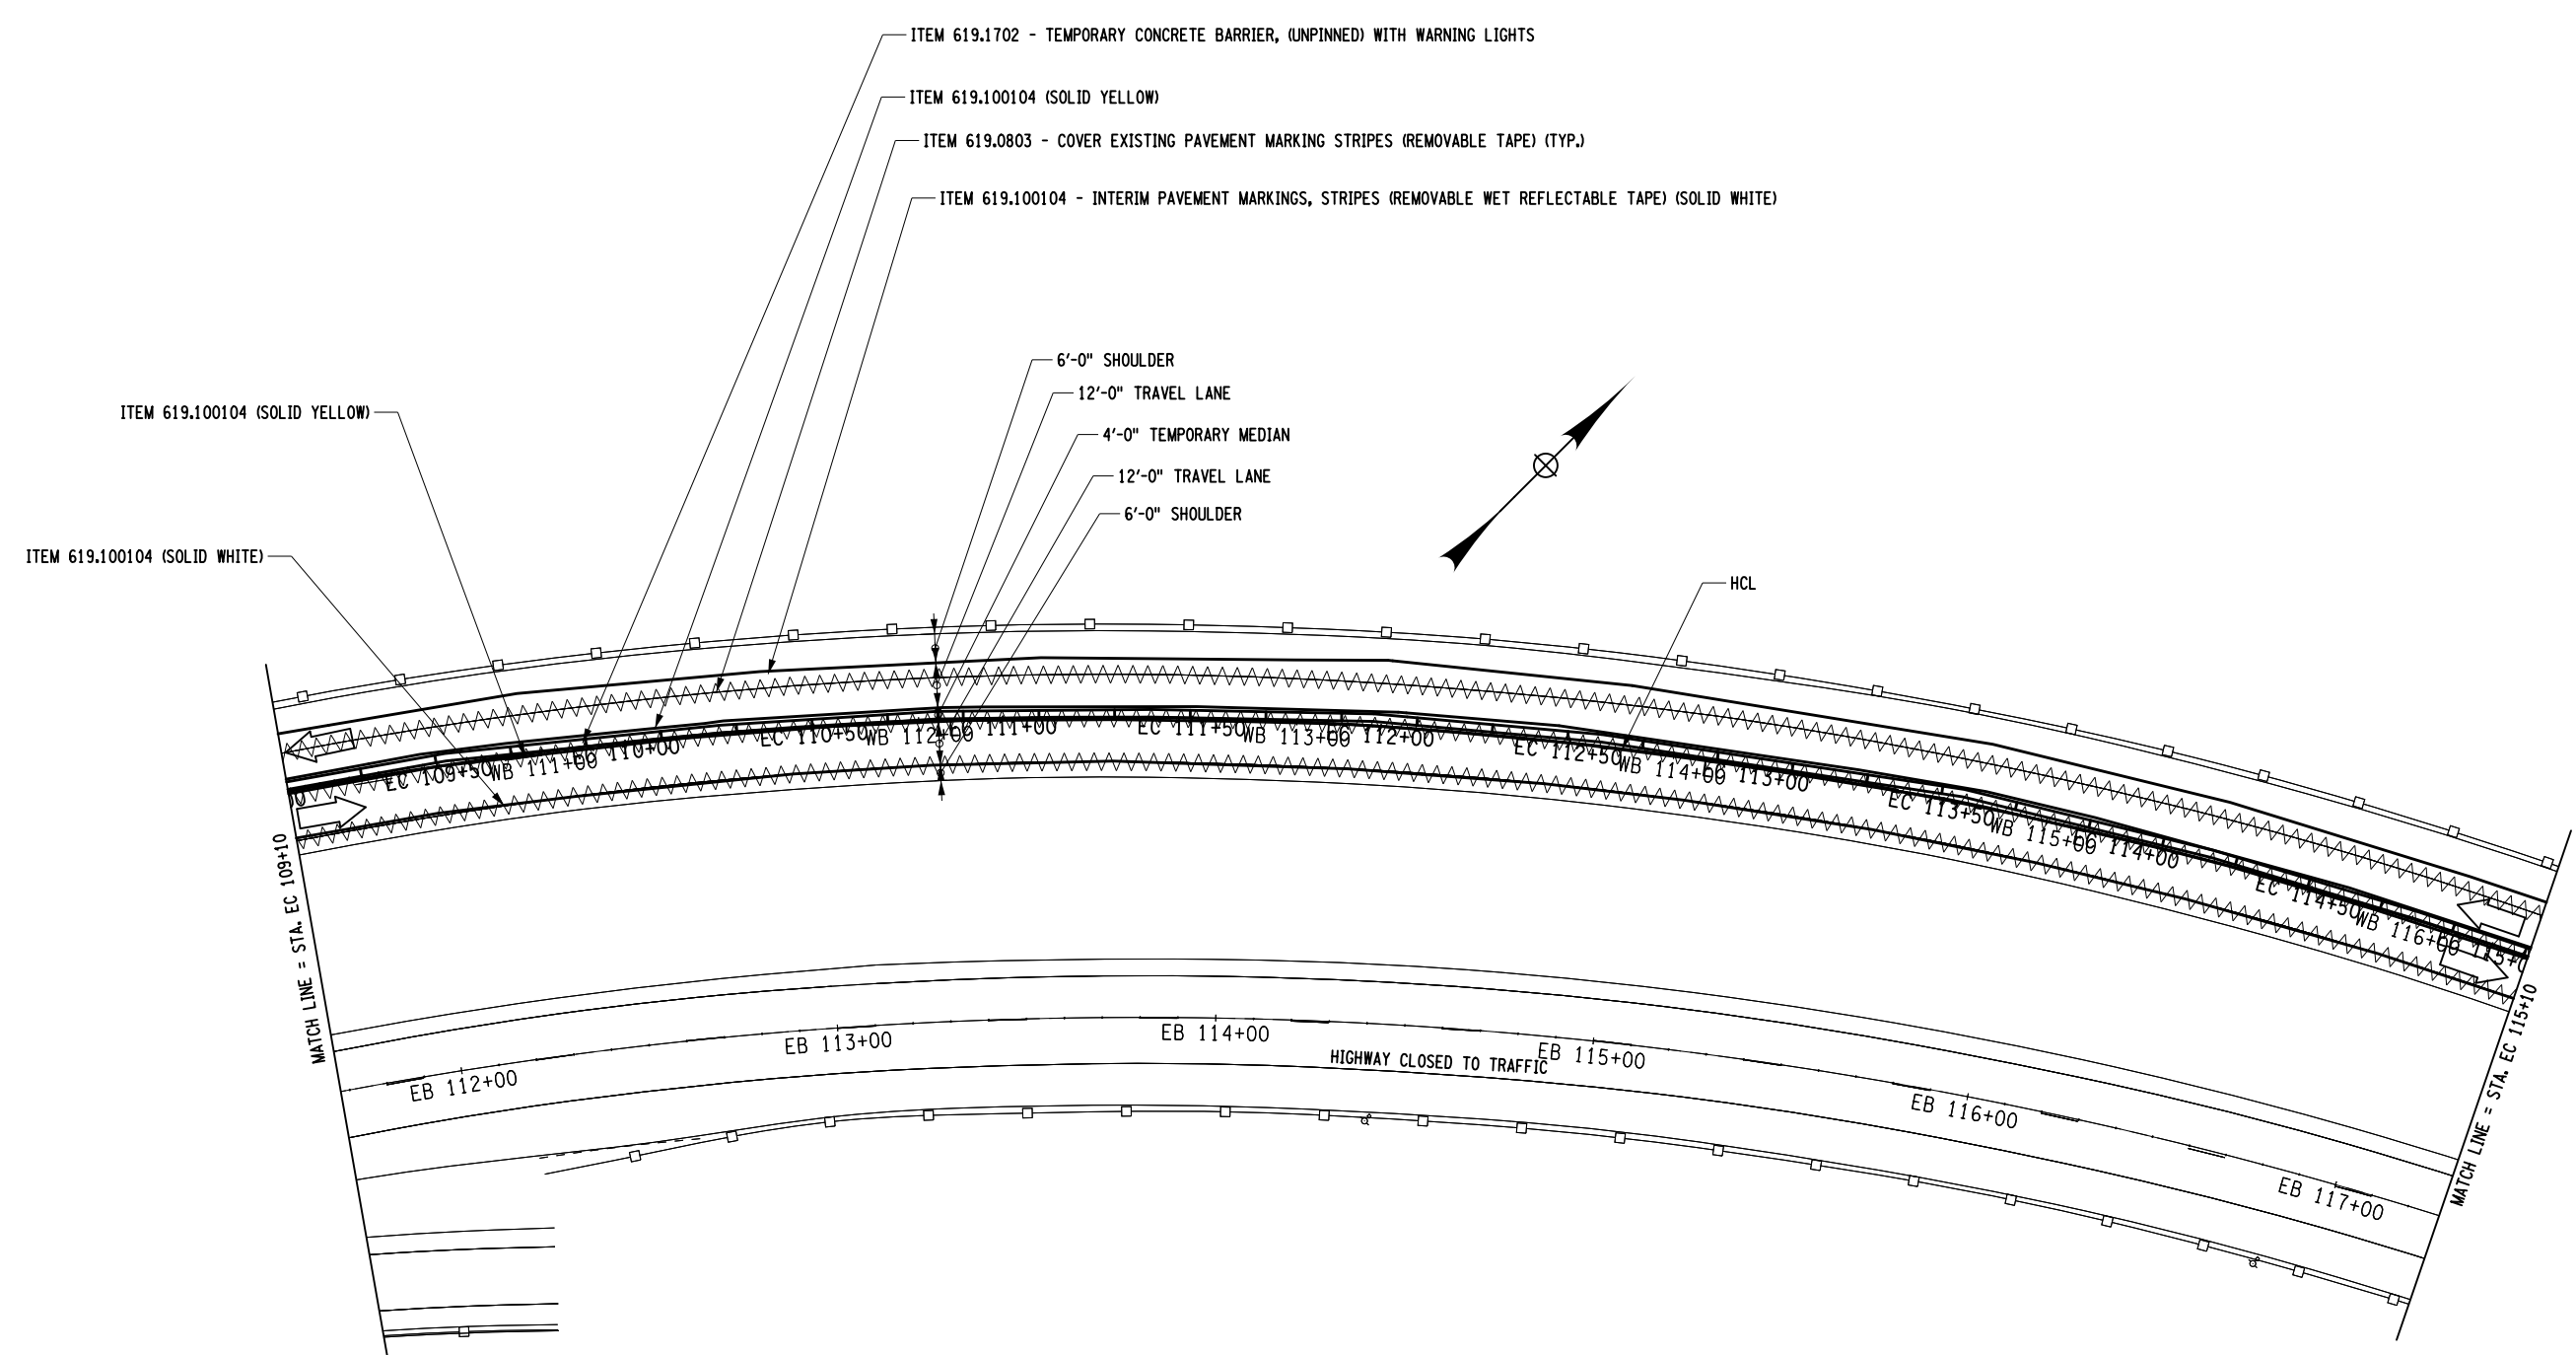 ITEM 619.1702 - TEMPORARY CONCRETE BARRIER, (UNPINNED) WITH WARNING LIGHTS
ITEM 619.100104 (SOLID YELLOW)
ITEM 619.0803 - COVER EXISTING PAVEMENT MARKING STRIPES (REMOVABLE TAPE) (TYP.)
ITEM 619.100104 - INTERIM PAVEMENT MARKINGS, STRIPES (REMOVABLE WET REFLECTABLE TAPE) (SOLID WHITE)
6'-0" SHOULDER
12'-0" TRAVEL LANE
4'-0" TEMPORARY MEDIAN
12'-0" TRAVEL LANE
6'-0" SHOULDER
ITEM 619.100104 (SOLID YELLOW)
ITEM 619.100104 (SOLID WHITE)
HCL
EC 109+50
WB 111+00
EC 110+00
EC 110+50
WB 112+00
111+00
EC 111+50
WB 113+00
EC 112+00
EC 112+50
WB 114+00
EC 113+00
EC 113+50
WB 115+00
EC 114+00
EC 114+50
WB 116+00
MATCH LINE = STA. EC 109+10
MATCH LINE = STA. EC 115+10
EB 112+00
EB 113+00
EB 114+00
HIGHWAY CLOSED TO TRAFFIC
EB 115+00
EB 116+00
EB 117+00